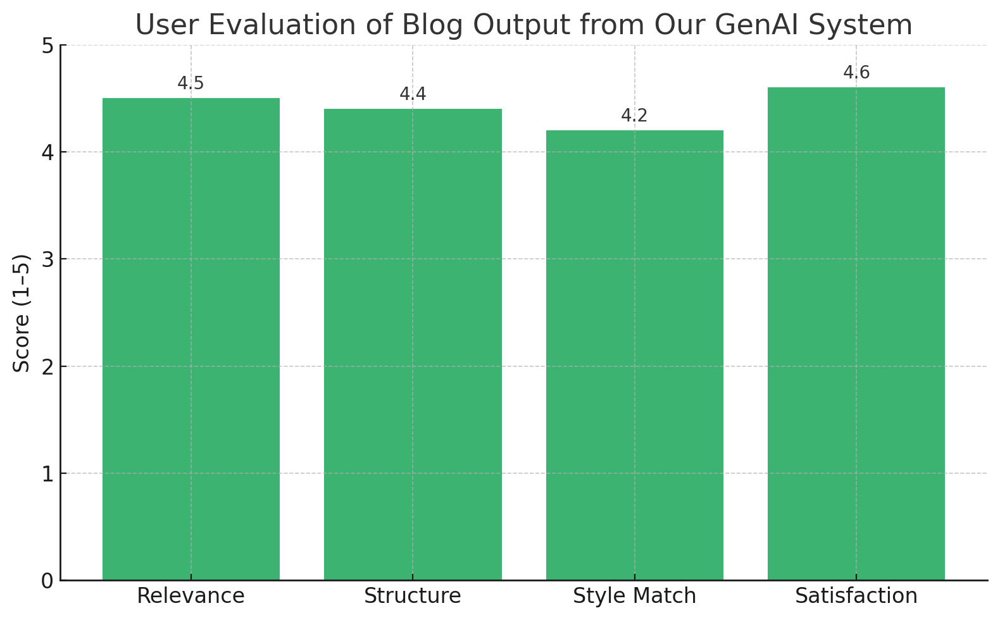 User Evaluation of Blog Output from Our GenAI System
Score (1–5)
5
4
3
2
1
0
4.5
4.4
4.2
4.6
Relevance
Structure
Style Match
Satisfaction